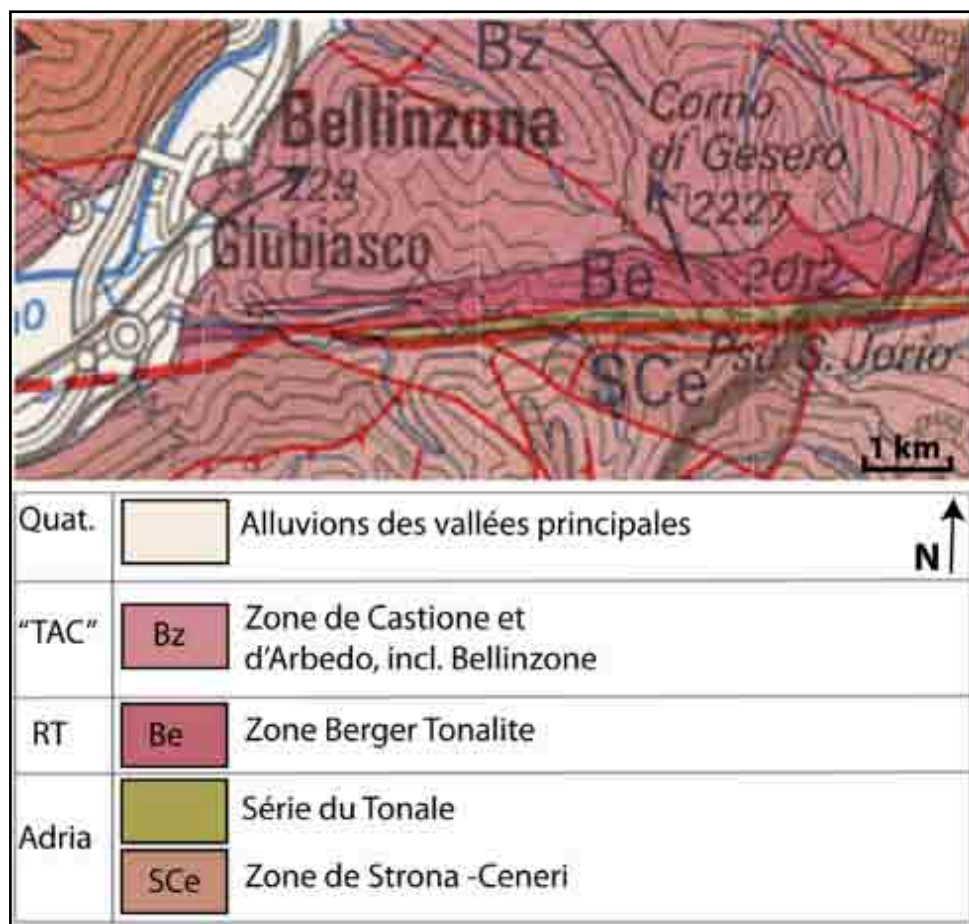 Bz
Bellinzona
Corno
di Gesero
229
2227
Giubiasco
Be
SCe
Pso S. Jorio
1 km
Quat.
Alluvions des vallées principales
N
"TAC"
Bz
Zone de Castione et
d'Arbedo, incl. Bellinzone
RT
Be
Zone Berger Tonalite
Adria
Série du Tonale
SCe
Zone de Strona -Ceneri